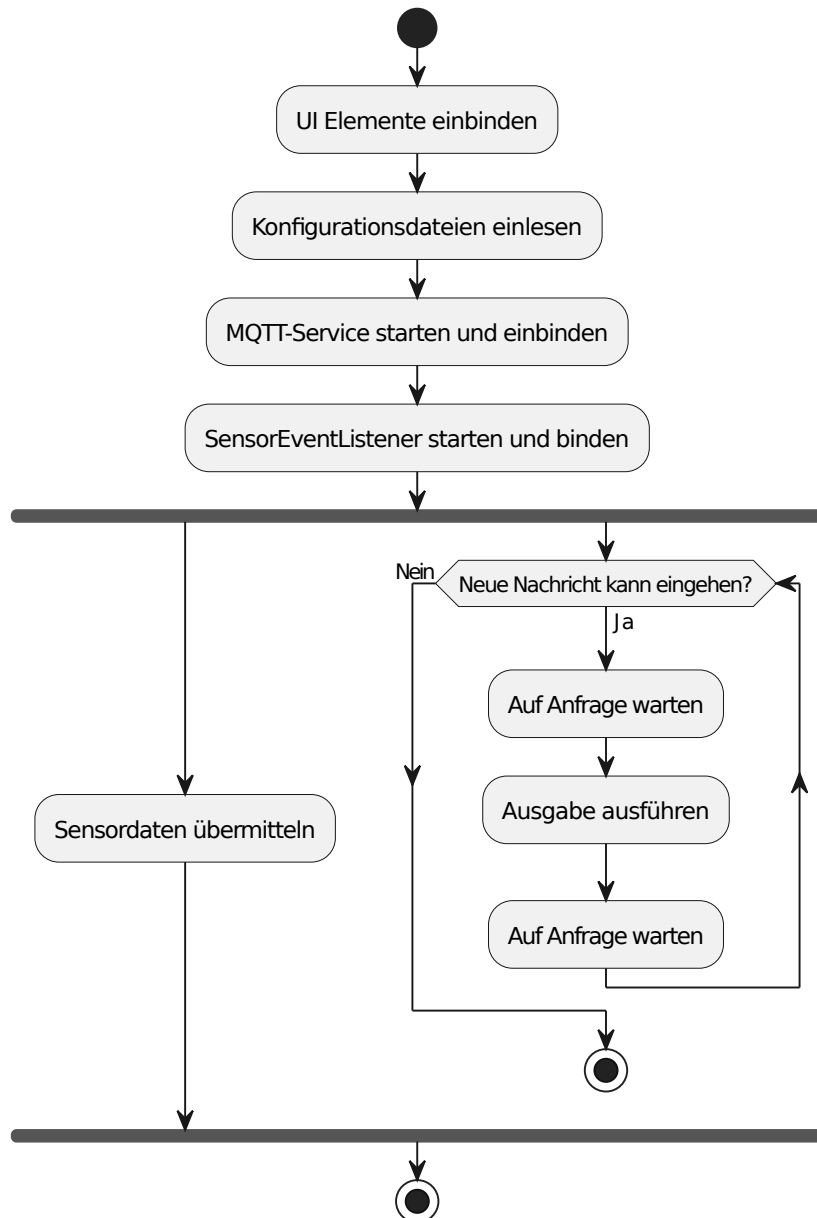 UI Elemente einbinden
Konfigurationsdateien einlesen
MQTT-Service starten und einbinden
SensorEventListener starten und binden
Nein
Neue Nachricht kann eingehen?
Ja
Auf Anfrage warten
Ausgabe ausführen
Sensordaten übermitteln
Auf Anfrage warten